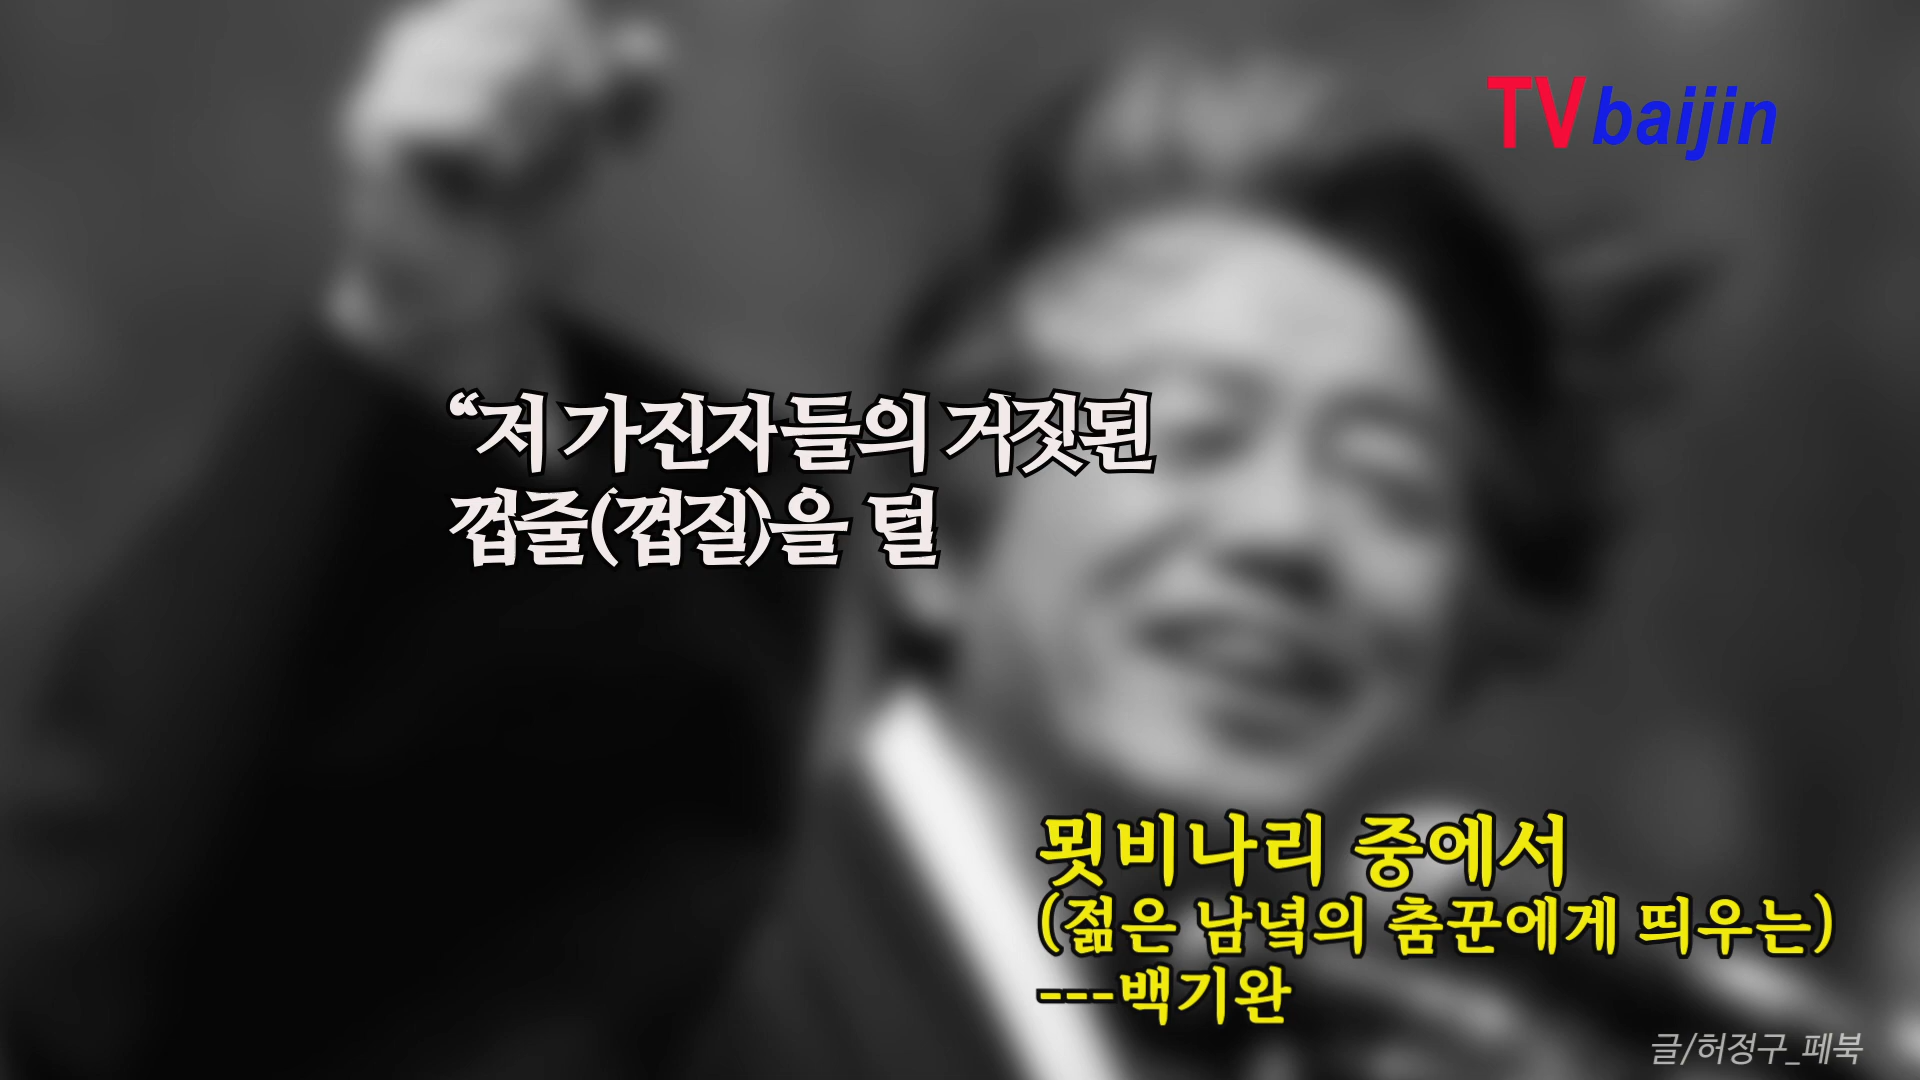 TV baijin
“저 가진자들의 거짓된
껍줄(껍질)을 털
묏비나리 중에서
(젊은 남녘의 춤꾼에게 띄우는)
---백기완
글/허정구_페북